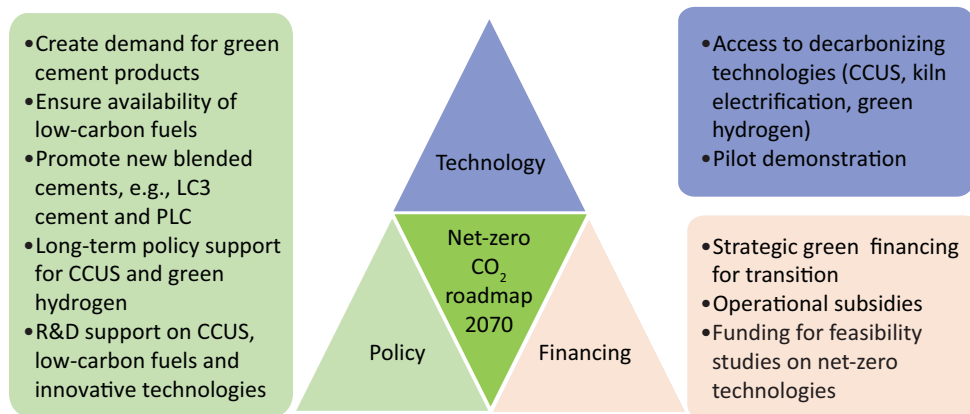 •Create demand for green
cement products
•Ensure availability of
low-carbon fuels
•Promote new blended
cements, e.g., LC3
cement and PLC
•Long-term policy support
for CCUS and green
hydrogen
•R&D support on CCUS,
low-carbon fuels and
innovative technologies
Technology
Net-zero
CO₂
roadmap
2070
Policy
Financing
•Access to decarbonizing
technologies (CCUS, kiln
electrification, green
hydrogen)
•Pilot demonstration
•Strategic green financing
for transition
•Operational subsidies
•Funding for feasibility
studies on net-zero
technologies